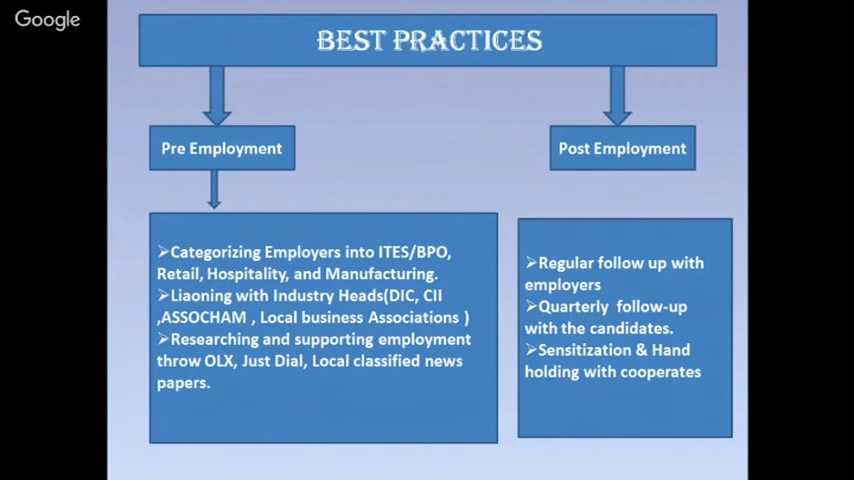 Google
BEST PRACTICES
Pre Employment
Post Employment
➢Categorizing Employers into ITES/BPO,
Retail, Hospitality, and Manufacturing.
➢Liaoning with Industry Heads(DIC, CII
,ASSOCHAM , Local business Associations )
➢Researching and supporting employment
throw OLX, Just Dial, Local classified news
papers.
➢Regular follow up with
employers
➢Quarterly follow-up
with the candidates.
➢Sensitization & Hand
holding with cooperates